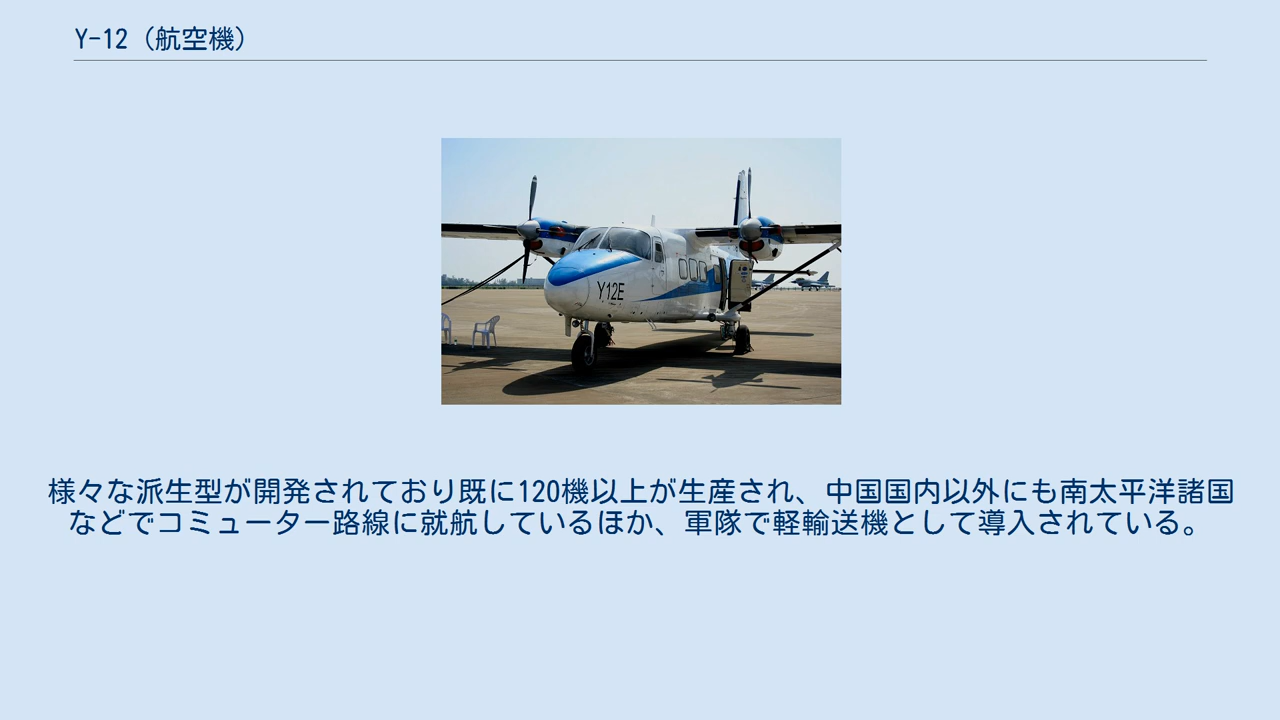 Y-12（航空機）
Y12E
様々な派生型が開発されており既に120機以上が生産され、中国国内以外にも南太平洋諸国
などでコミューター路線に就航しているほか、軍隊で軽輸送機として導入されている。